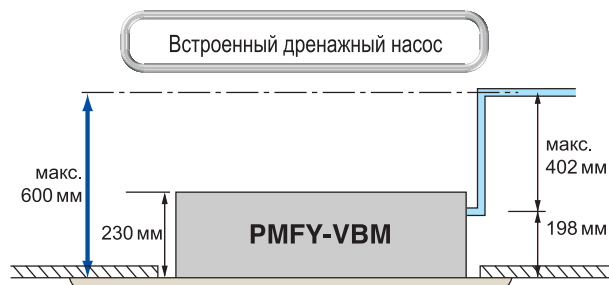 Встроенный дренажный насос
макс.
600 мм
230 мм
PMFY-VBM
макс.
402 мм
198 мм